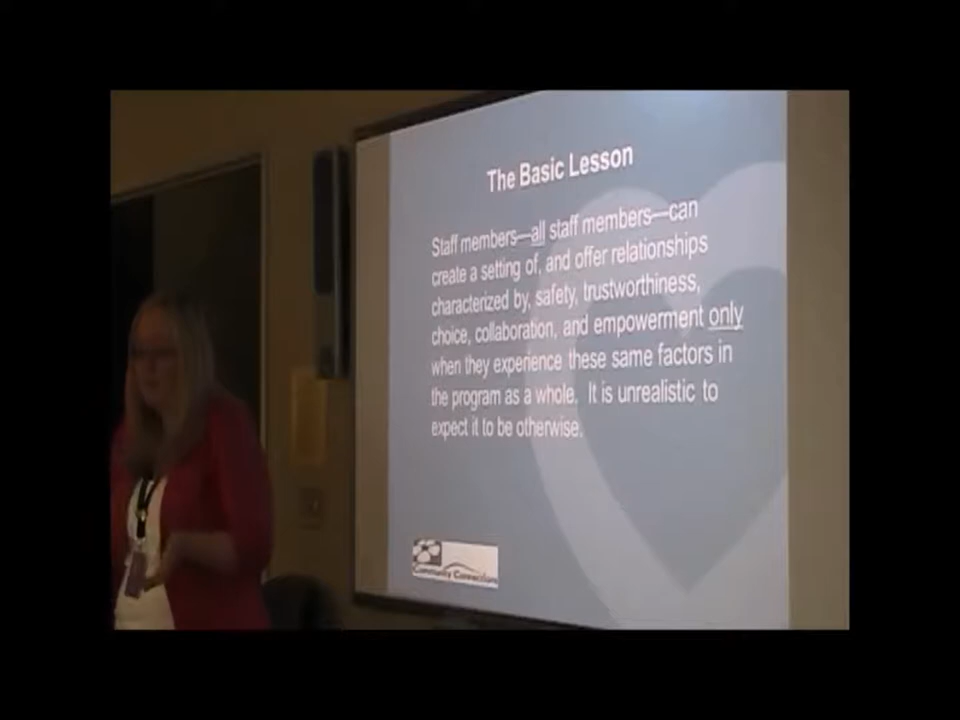 The Basic Lesson
Staff members—all staff members—can
create a setting of, and offer relationships
characterized by, safety, trustworthiness,
choice, collaboration, and empowerment only
when they experience these same factors in
the program as a whole.  It is unrealistic to
expect it to be otherwise.
Community Connections